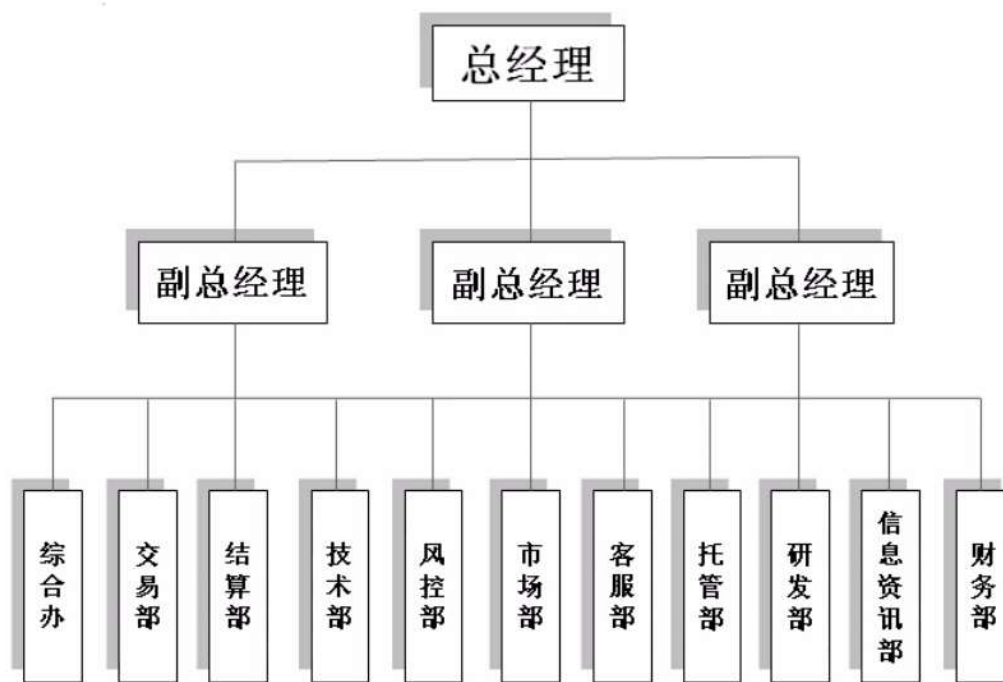 总经理
副总经理
副总经理
副总经理
综合办
交易部
结算部
技术部
风控部
市场部
客服部
托管部
研发部
信息资讯部
财务部